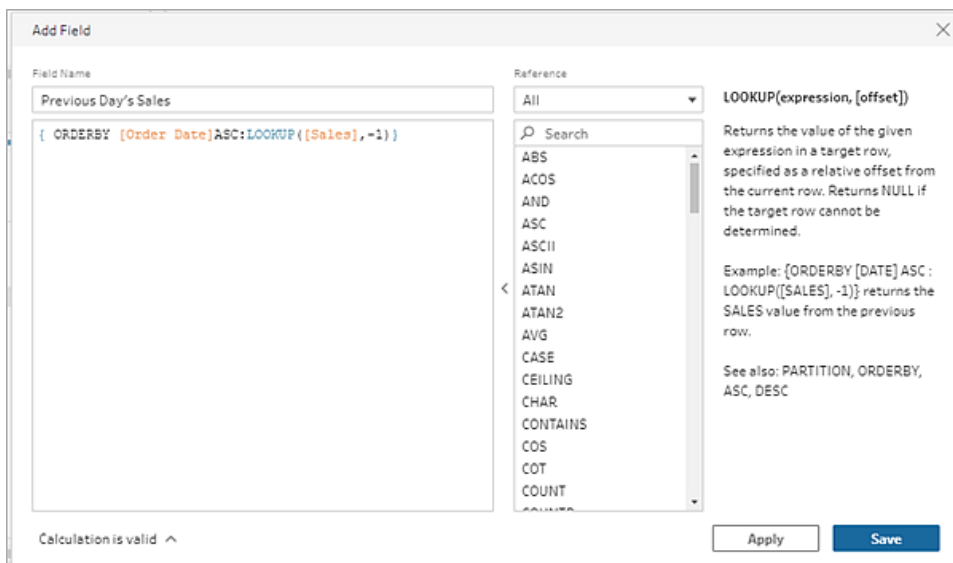 Add Field
Field Name
Previous Day's Sales
{ ORDERBY [Order Date]ASC:LOOKUP([Sales],-1)}
Reference
All
Search
ABS
ACOS
AND
ASC
ASCII
ASIN
ATAN
ATAN2
AVG
CASE
CEILING
CHAR
CONTAINS
COS
COT
COUNT
LOOKUP(expression, [offset])
Returns the value of the given
expression in a target row,
specified as a relative offset from
the current row. Returns NULL if
the target row cannot be
determined.
Example: {ORDERBY [DATE] ASC :
LOOKUP([SALES], -1)} returns the
SALES value from the previous
row.
See also: PARTITION, ORDERBY,
ASC, DESC
Calculation is valid
Apply
Save